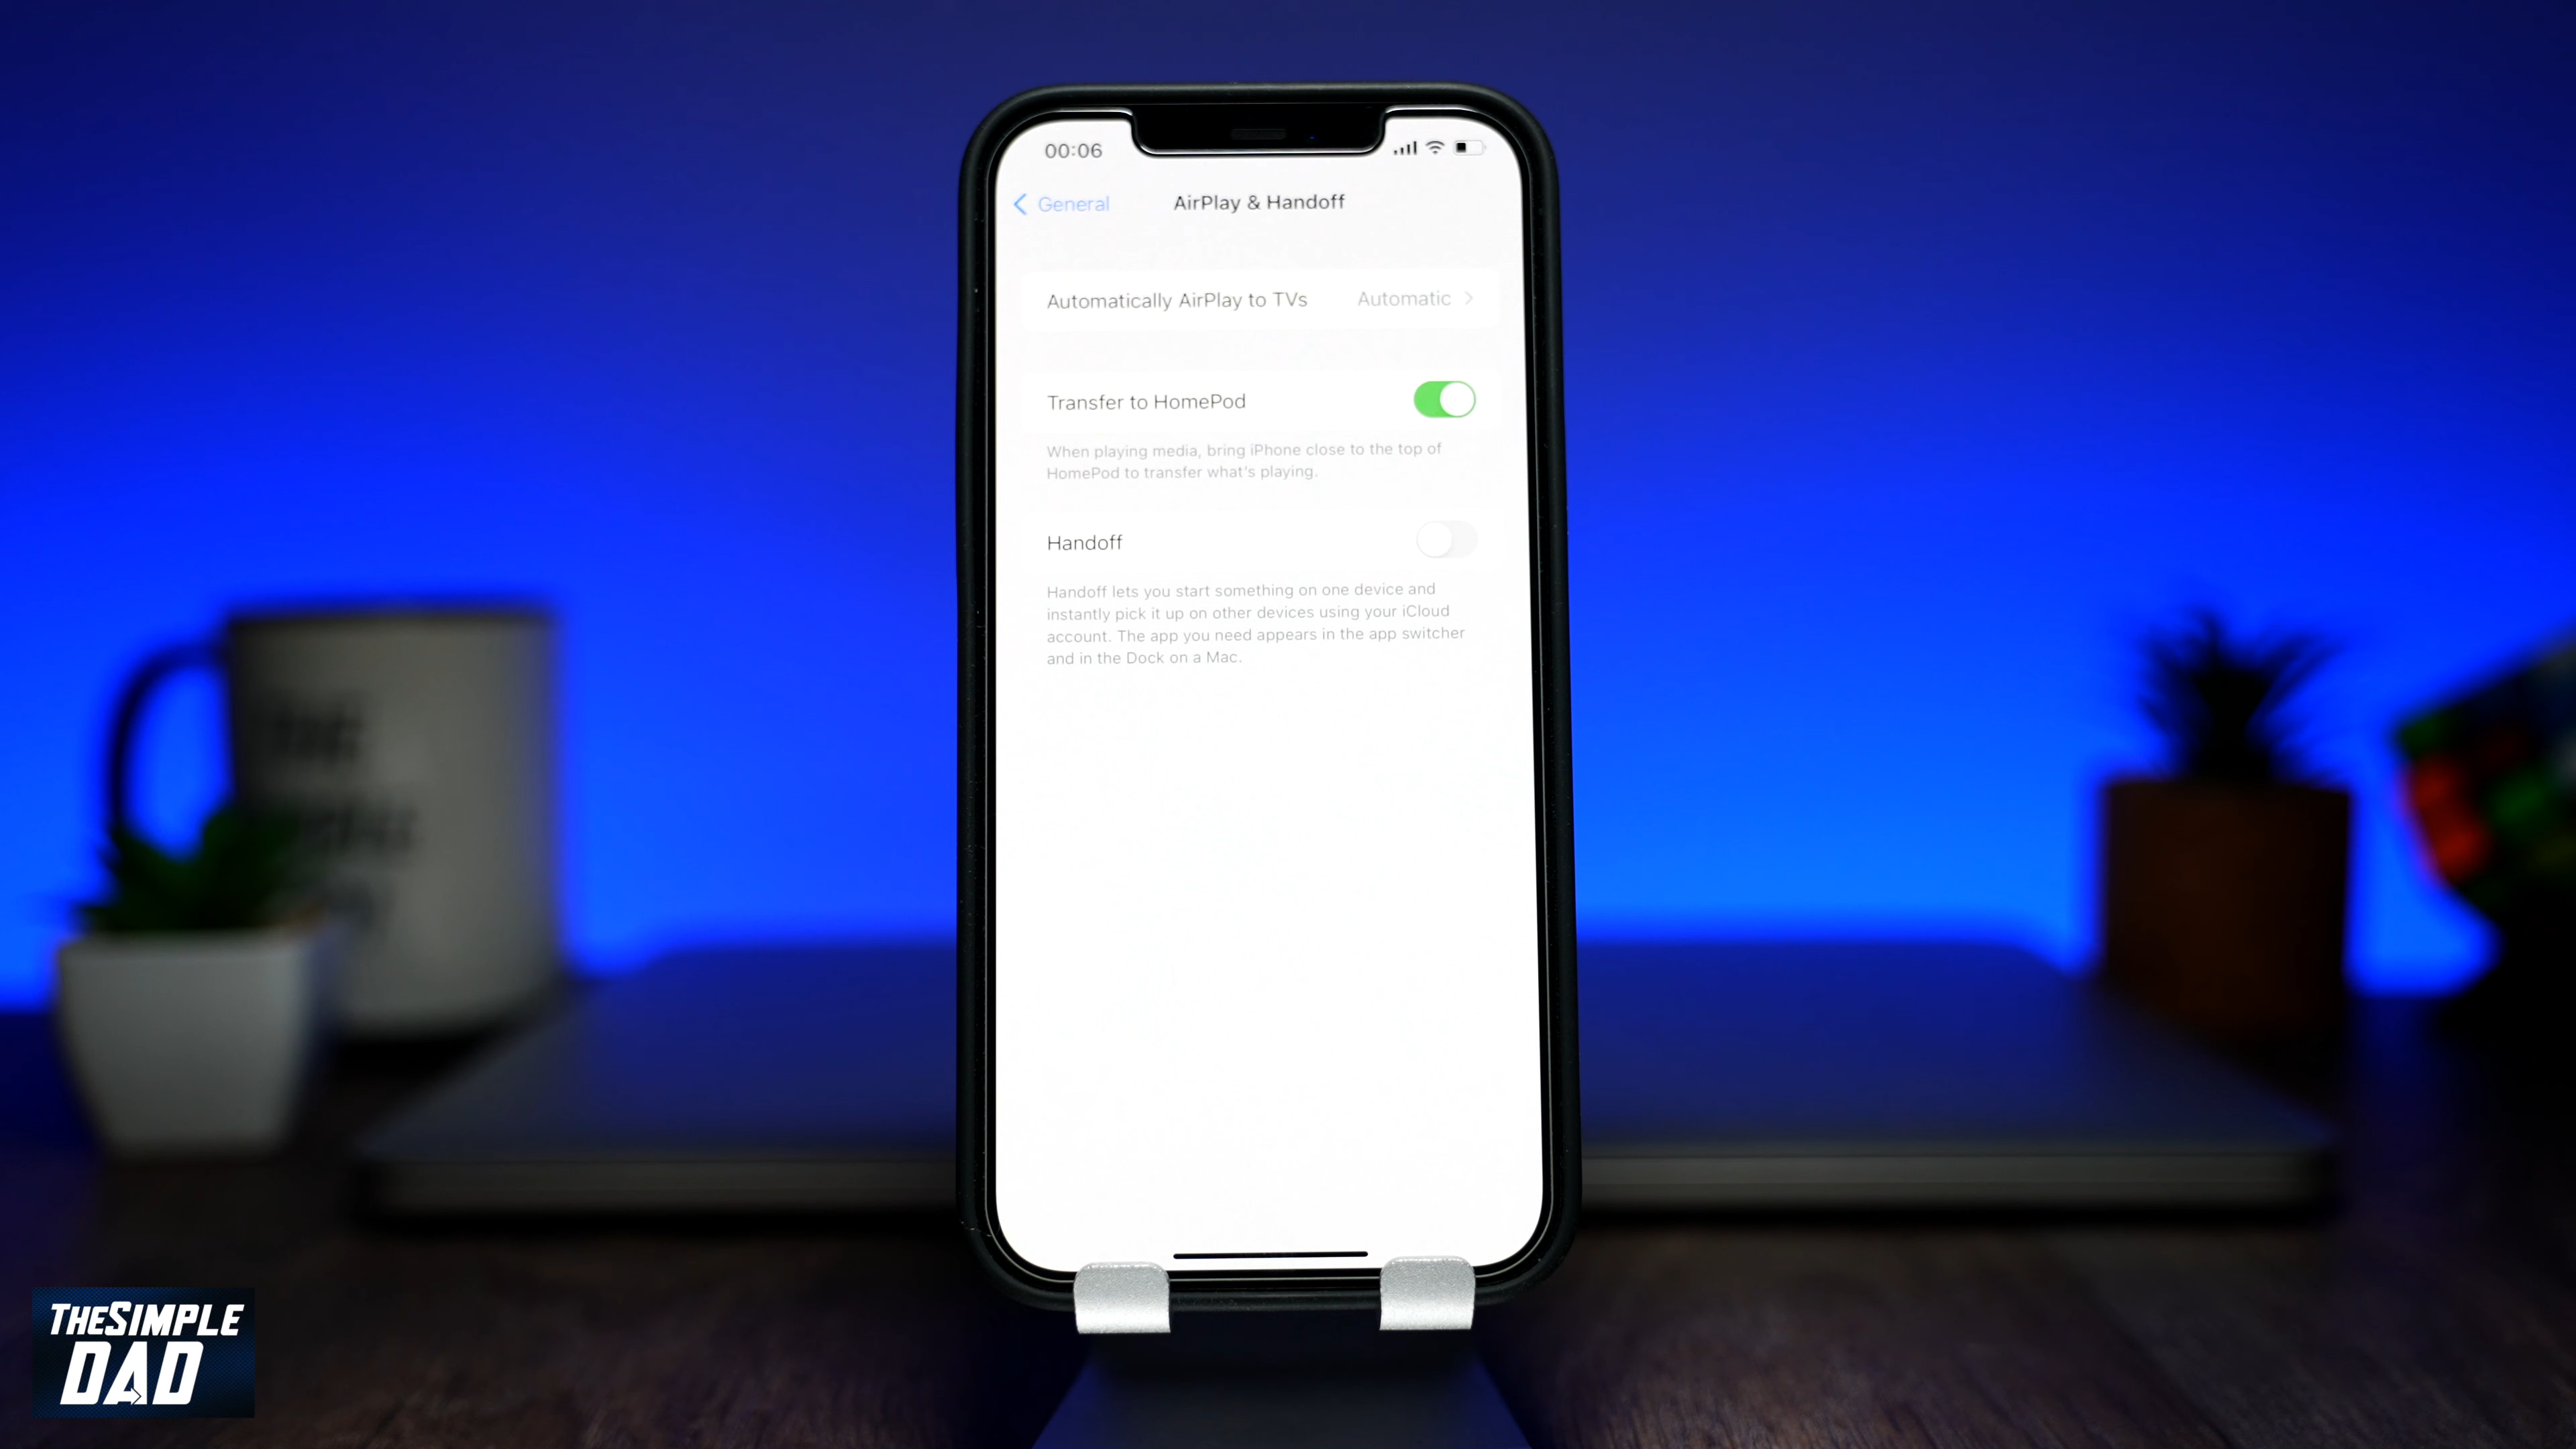 00:06
General
AirPlay & Handoff
Automatically AirPlay to TVs Automatic
Transfer to HomePod
When playing media, bring iPhone close to the top of
HomePod to transfer what's playing.
Handoff
Handoff lets you start something on one device and
instantly pick it up on other devices using your iCloud
account. The app you need appears in the app switcher
and in the Dock on a Mac.
THE
THESIMPLE
DAD